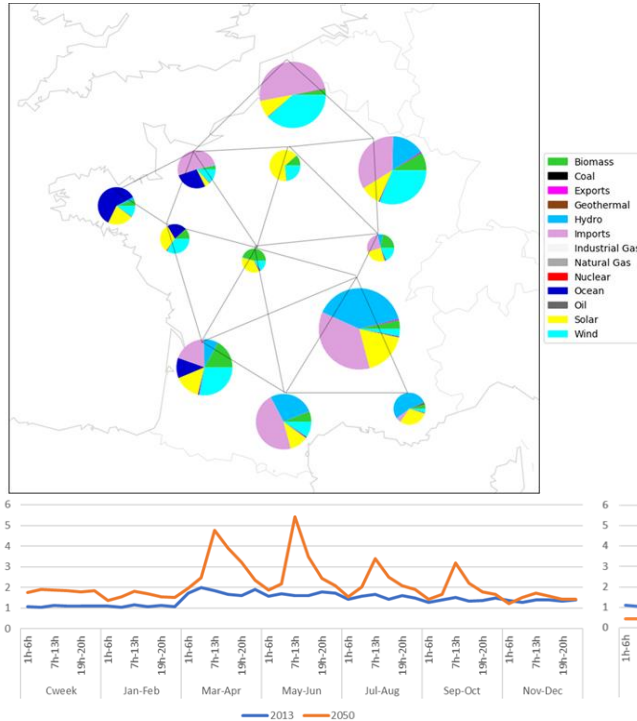 Biomass
Coal
Exports
Geothermal
Hydro
Imports
Industrial Gas
Natural Gas
Nuclear
Ocean
Oil
Solar
Wind
6
5
4
3
2
1
0
1h-6h
7h-13h
19h-20h
1h-6h
7h-13h
19h-20h
1h-6h
7h-13h
19h-20h
1h-6h
7h-13h
19h-20h
1h-6h
7h-13h
19h-20h
1h-6h
7h-13h
19h-20h
1h-6h
7h-13h
19h-20h
Cweek
Jan-Feb
Mar-Apr
May-Jun
Jul-Aug
Sep-Oct
Nov-Dec
2013
2050
6
5
4
3
2
1
0
1h-6h